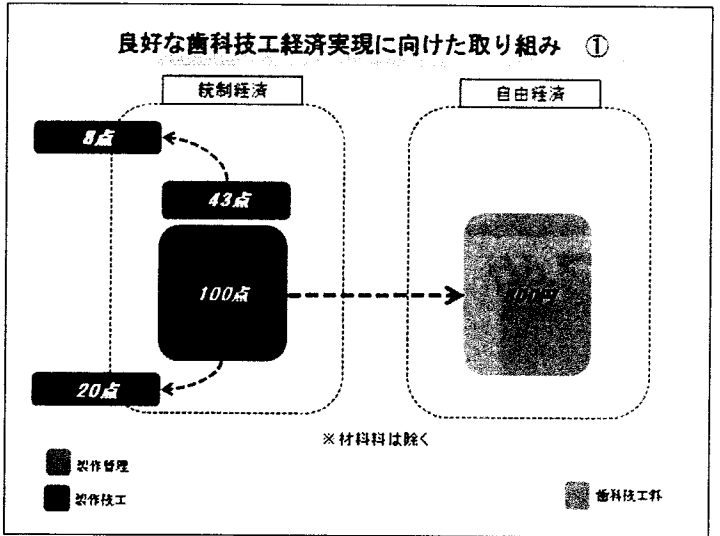 良好な歯科技工経済実現に向けた取り組み ①
統制経済
自由経済
8点
43点
100点
20点
※材料料は除く
製作管理
製作技工
歯科技工料